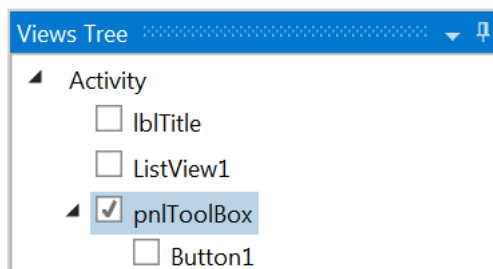 Views Tree
Activity
lblTitle
ListView1
pnlToolBox
Button1